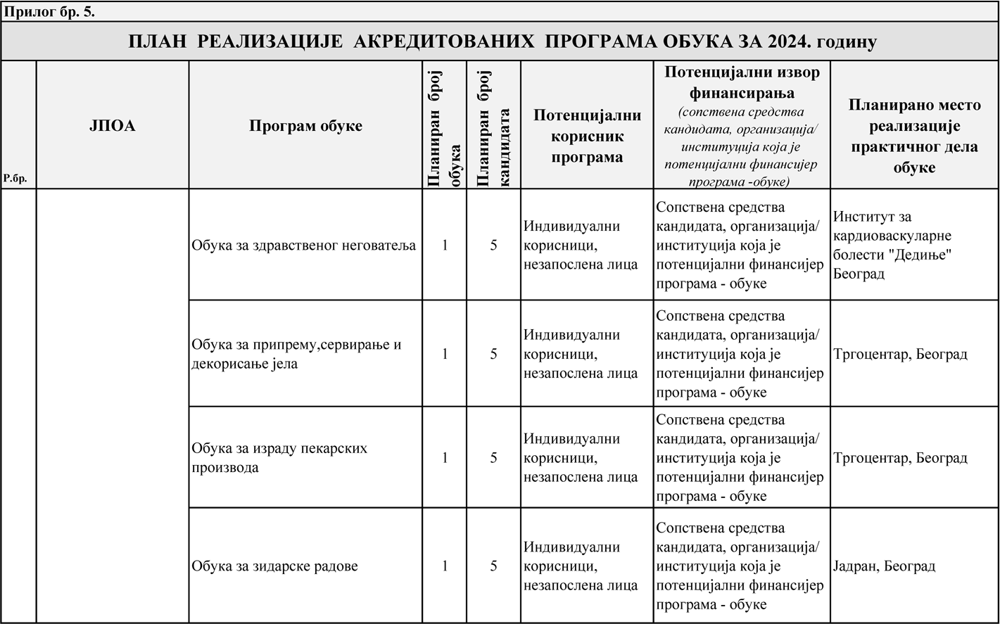 Прилог бр. 5.
ПЛАН РЕАЛИЗАЦИЈЕ АКРЕДИТОВАНИХ ПРОГРАМА ОБУКА ЗА 2024. годину
Р.бр.
ЈПОА
Програм обуке
Планиран број
обука
Планиран број
кандидата
Потенцијални
корисник
програма
Потенцијални извор
финансирања
(сопствена средства
кандидата, организација/
институција која је
потенцијални финансијер
програма -обуке)
Планирано место
реализације
практичног дела
обуке
Обука за здравственог неговатеља
1
5
Индивидуални
корисници,
незапослена лица
Сопствена средства
кандидата, организација/
институција која је
потенцијални финансијер
програма - обуке
Институт за
кардиоваскуларне
болести "Дедиње"
Београд
Обука за припрему,сервирање и
декорисање јела
1
5
Индивидуални
корисници,
незапослена лица
Сопствена средства
кандидата, организација/
институција која је
потенцијални финансијер
програма - обуке
Тргоцентар, Београд
Обука за израду пекарских
производа
1
5
Индивидуални
корисници,
незапослена лица
Сопствена средства
кандидата, организација/
институција која је
потенцијални финансијер
програма - обуке
Тргоцентар, Београд
Обука за зидарске радове
1
5
Индивидуални
корисници,
незапослена лица
Сопствена средства
кандидата, организација/
институција која је
потенцијални финансијер
програма - обуке
Јадран, Београд